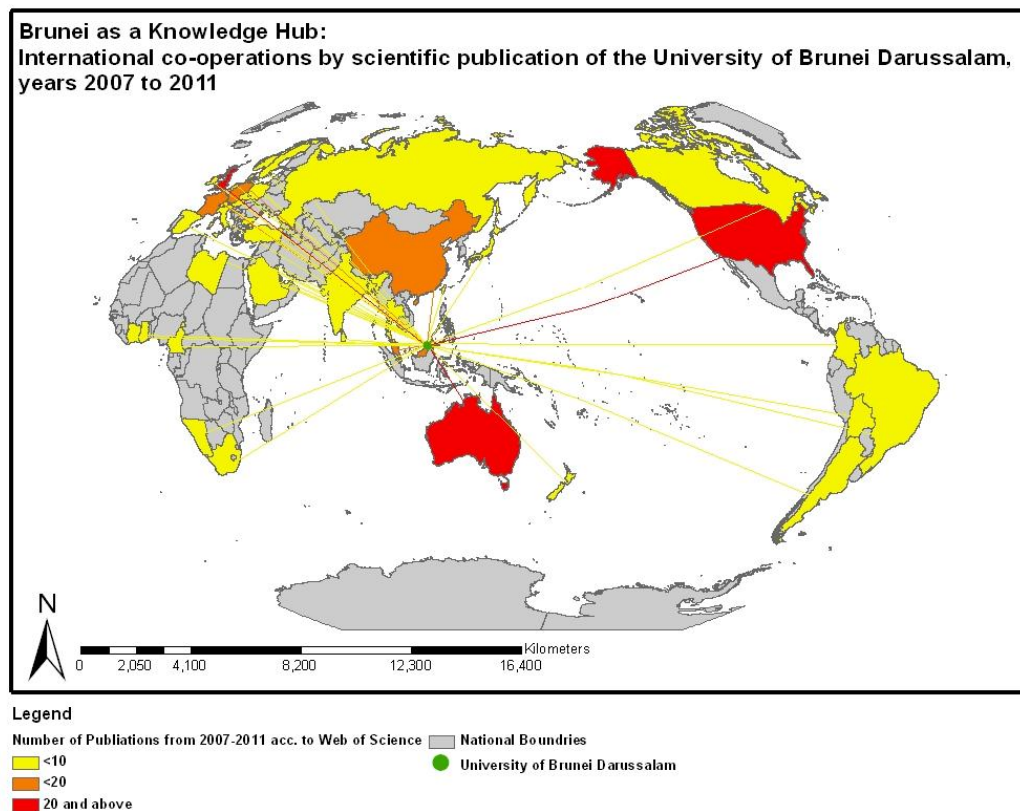 Brunei as a Knowledge Hub:
International co-operations by scientific publication of the University of Brunei Darussalam,
years 2007 to 2011
N
Kilometers
0 2,050 4,100 8,200 12,300 16,400
Legend
Number of Publiations from 2007-2011 acc. to Web of Science
<10
<20
20 and above
National Boundries
University of Brunei Darussalam